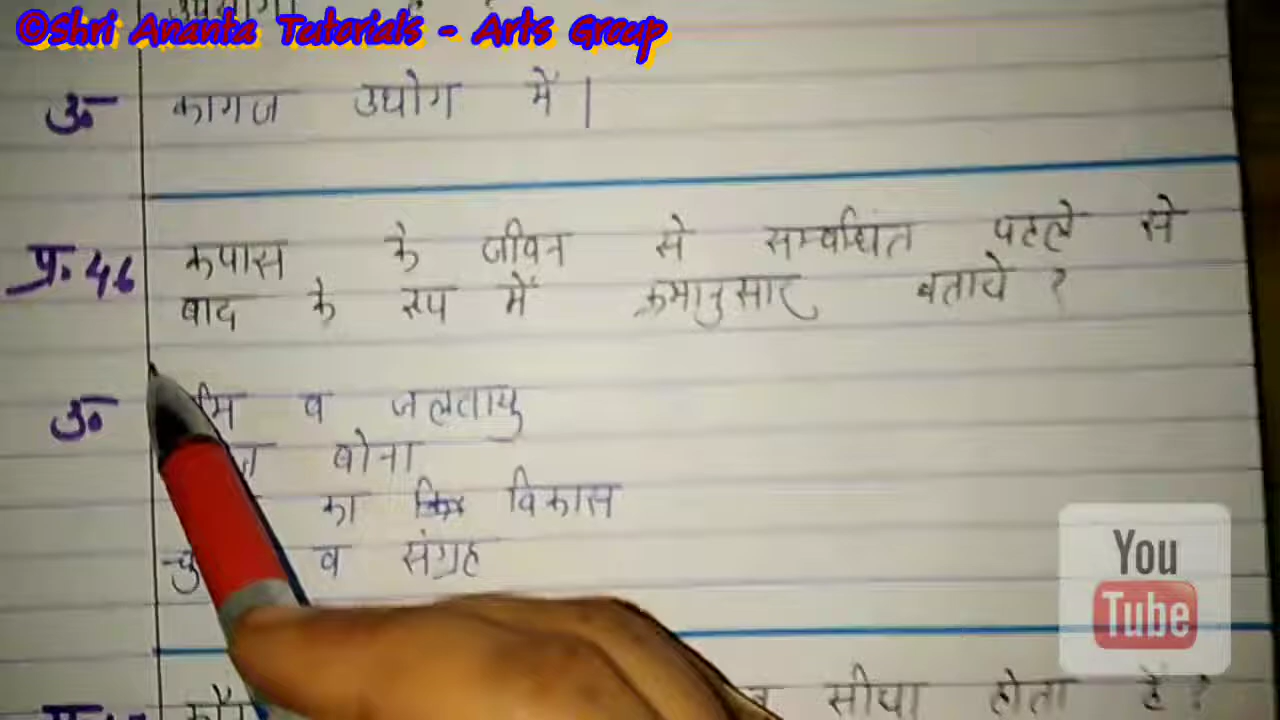 ©Shri Ananta Tutorials - Arts Group
उ० कागज उद्योग में |
प्र. 46 कपास के जीवन से सम्बंधित पहले से
बाद के रूप में क्रमानुसार बताये ?
उ० व जलवायु
बोना
का विकास
व संग्रह
सीधा होता है ?
You
Tube